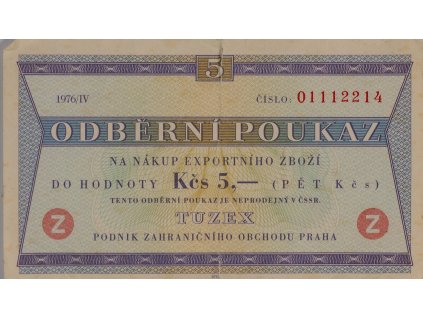 5
1976/IV ČÍSLO: 01112214
ODBĚRNÍ POUKAZ
NA NÁKUP EXPORTNÍHO ZBOŽÍ
DO HODNOTY Kčs 5,— (PĚT Kčs)
TENTO ODBĚRNÍ POUKAZ JE NEPRODEJNÝ V ČSSR.
Z TUZEX Z
PODNIK ZAHRANIČNÍHO OBCHODU PRAHA